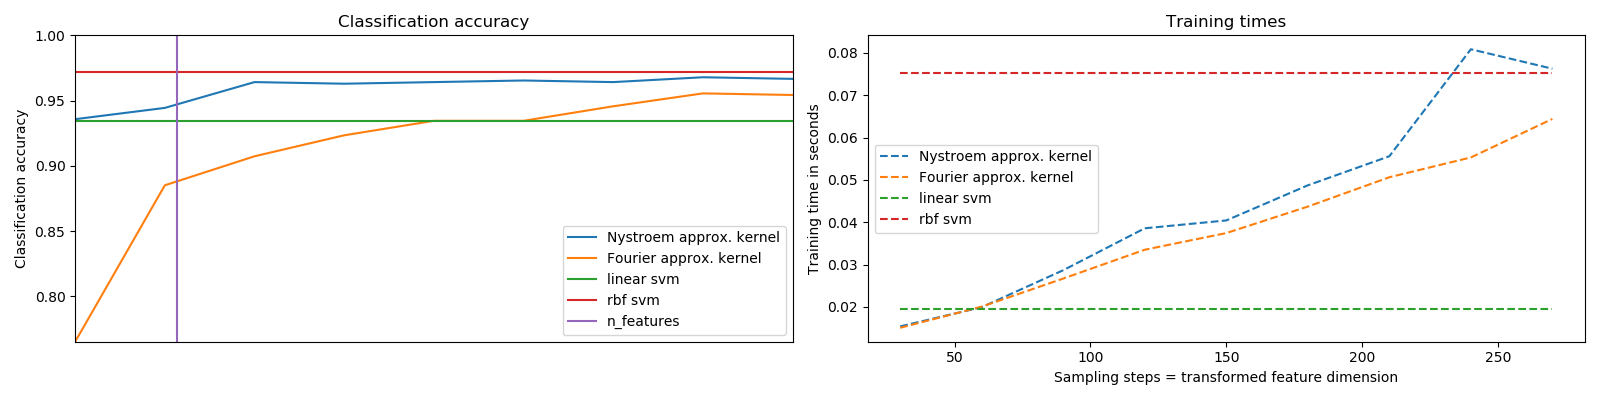 Classification accuracy
Classification accuracy
1.00
0.95
0.90
0.85
0.80
Nystroem approx. kernel
Fourier approx. kernel
linear svm
rbf svm
n_features
Training times
Training time in seconds
0.08
0.07
0.06
0.05
0.04
0.03
0.02
Nystroem approx. kernel
Fourier approx. kernel
linear svm
rbf svm
50
100
150
200
250
Sampling steps = transformed feature dimension